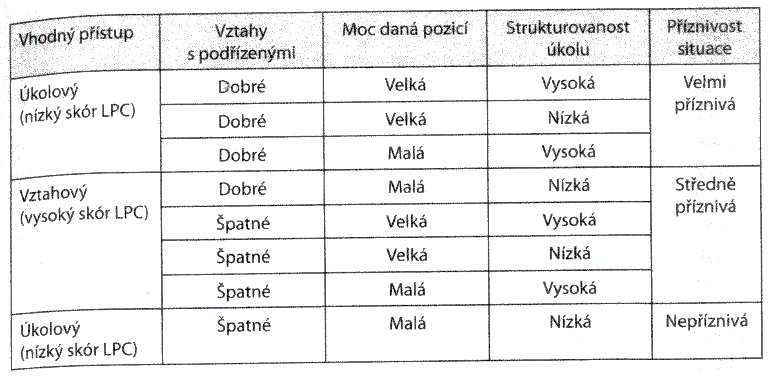 Vhodný přístup Vztahy s podřízenými Moc daná pozicí Strukturovanost úkolu Příznivost situace
Úkolový (nízký skór LPC) Dobré Velká Vysoká Velmi příznivá
Dobré Velká Nízká
Dobré Malá Vysoká
Vztahový (vysoký skór LPC) Dobré Malá Nízká Středně příznivá
Špatné Velká Vysoká
Špatné Velká Nízká
Špatné Malá Vysoká
Úkolový (nízký skór LPC) Špatné Malá Nízká Nepříznivá